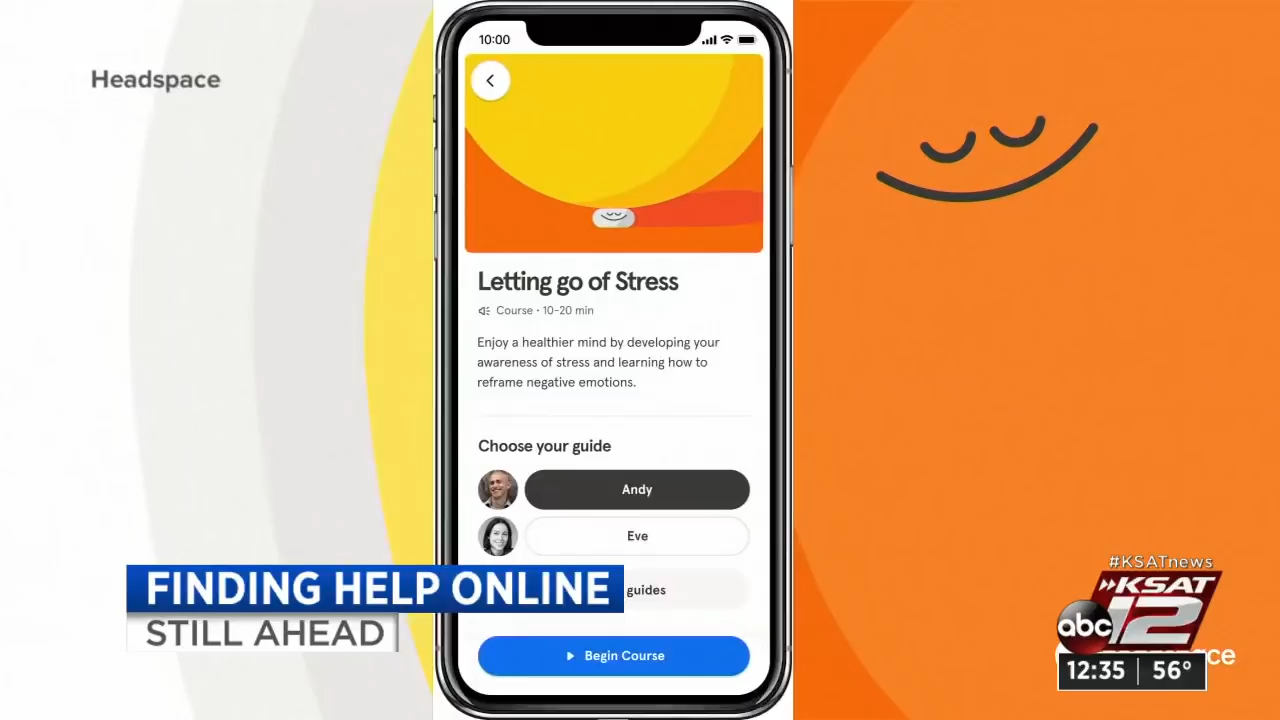 Headspace
10:00
Letting go of Stress
Course • 10-20 min
Enjoy a healthier mind by developing your
awareness of stress and learning how to
reframe negative emotions.
Choose your guide
Andy
Eve
guides
Begin Course
FINDING HELP ONLINE
STILL AHEAD
#KSATnews
KSAT
abc 12
12:35 56°